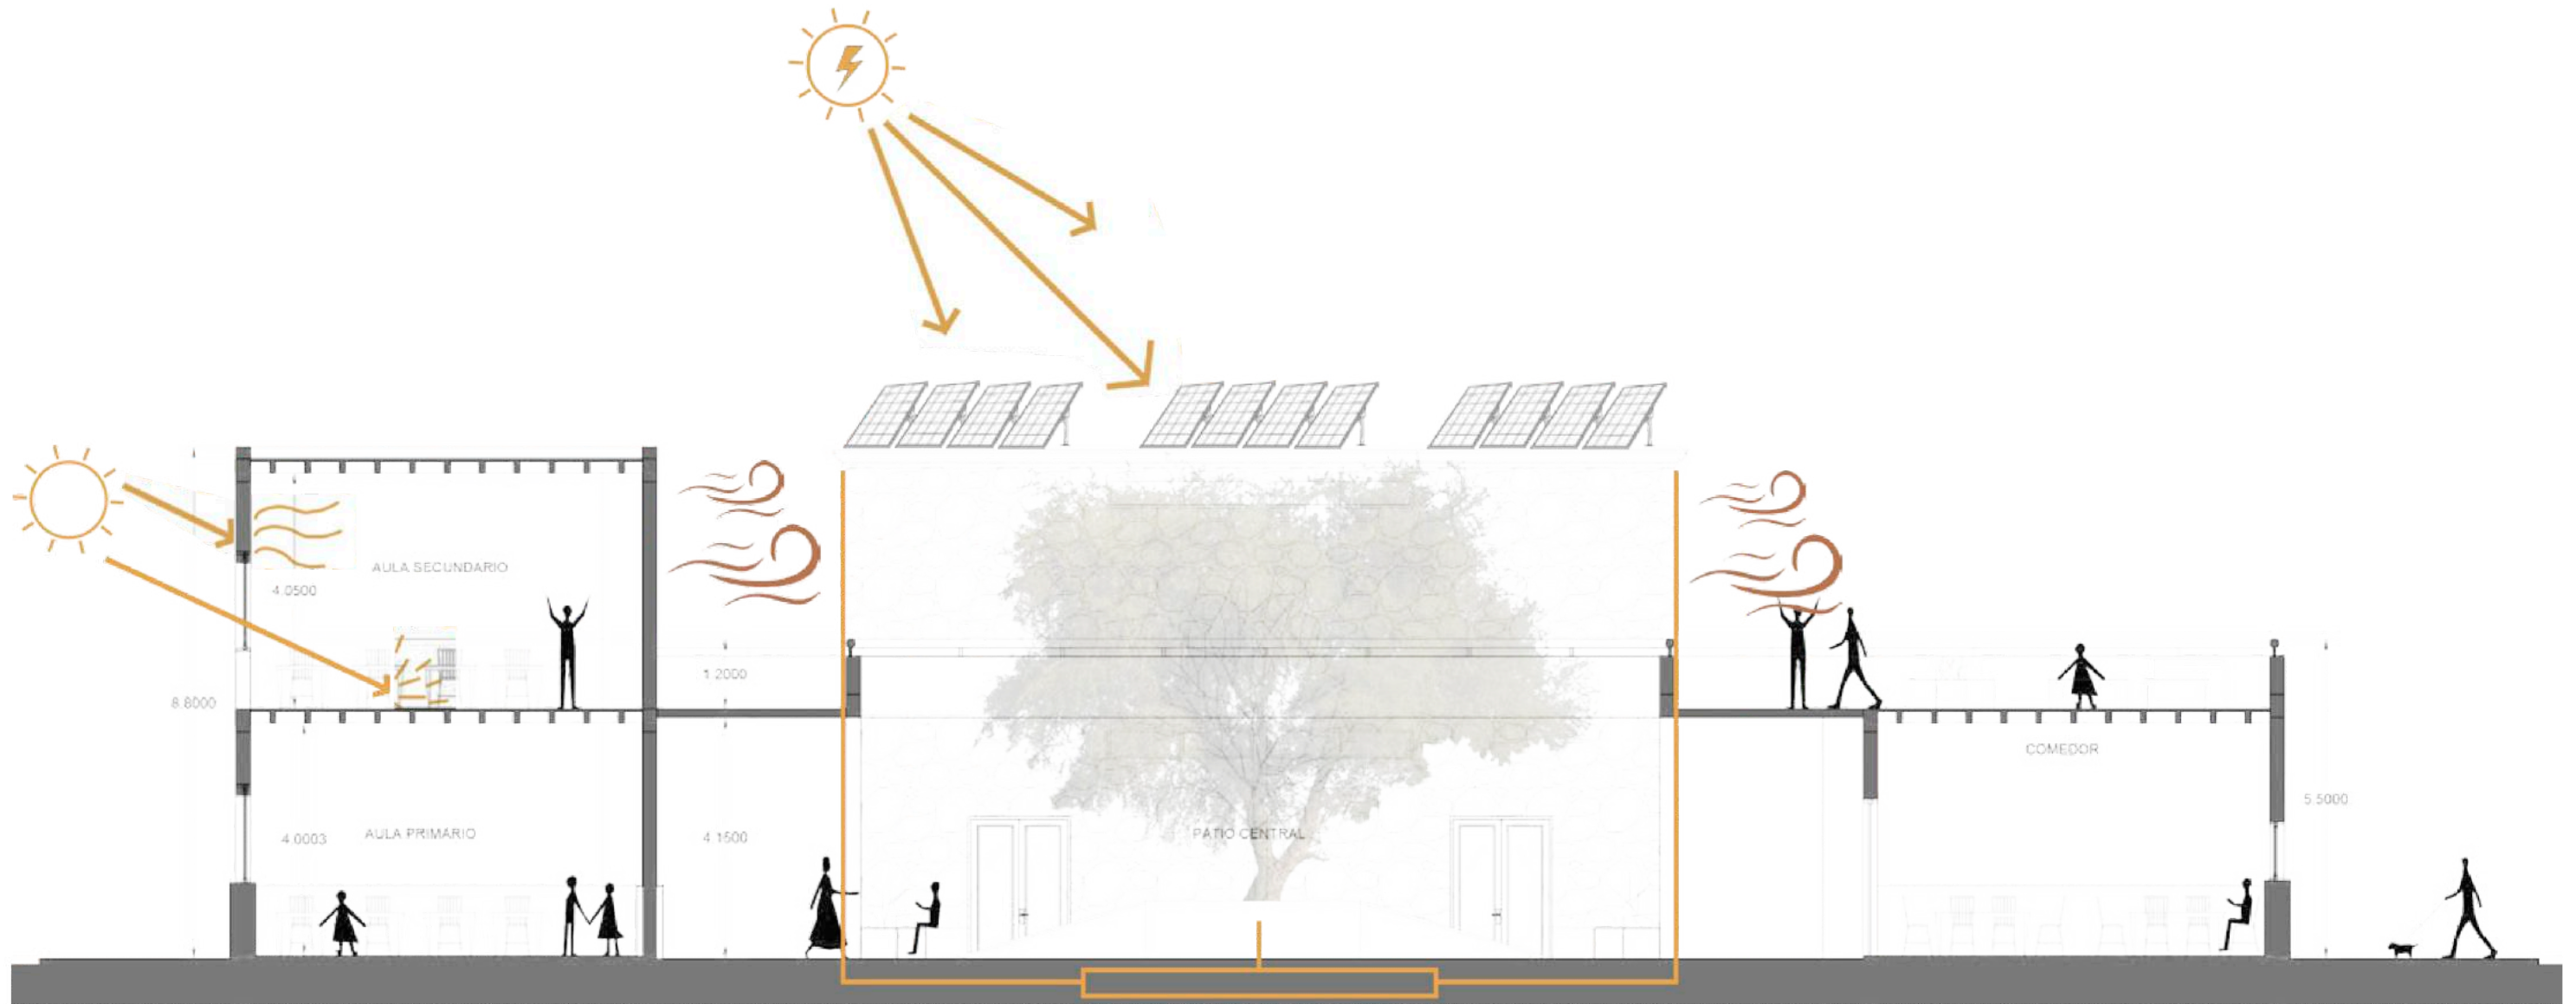 AULA SECUNDARIO
4.0500
1.2000
8.8000
COMEDOR
5.5000
4.0003
AULA PRIMARIO
4.1500
PATIO CENTRAL